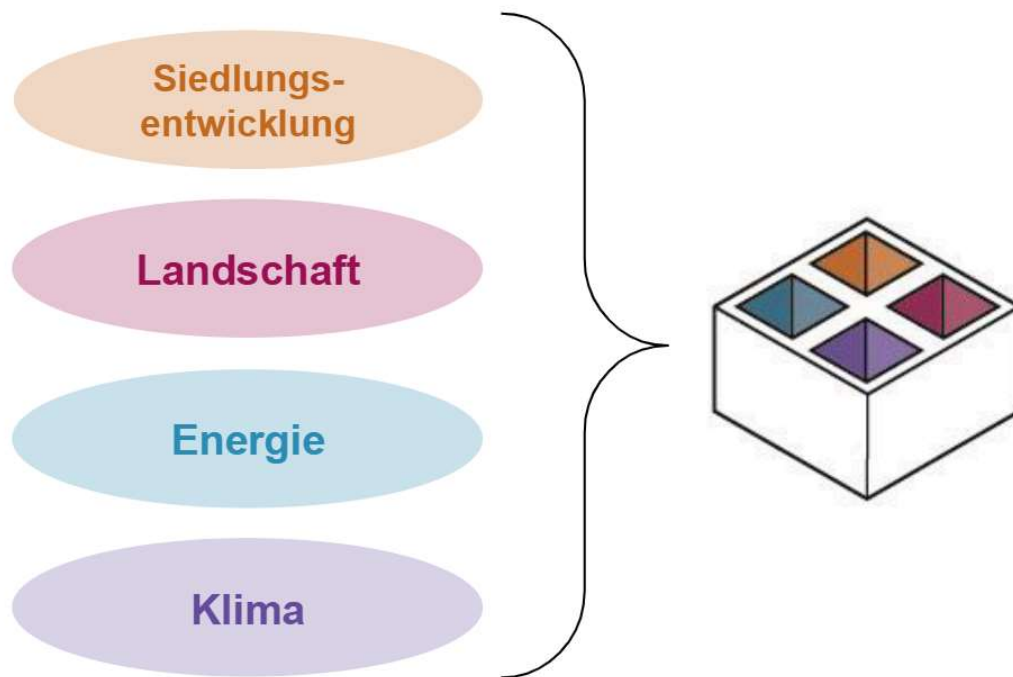 Siedlungs-
entwicklung
Landschaft
Energie
Klima